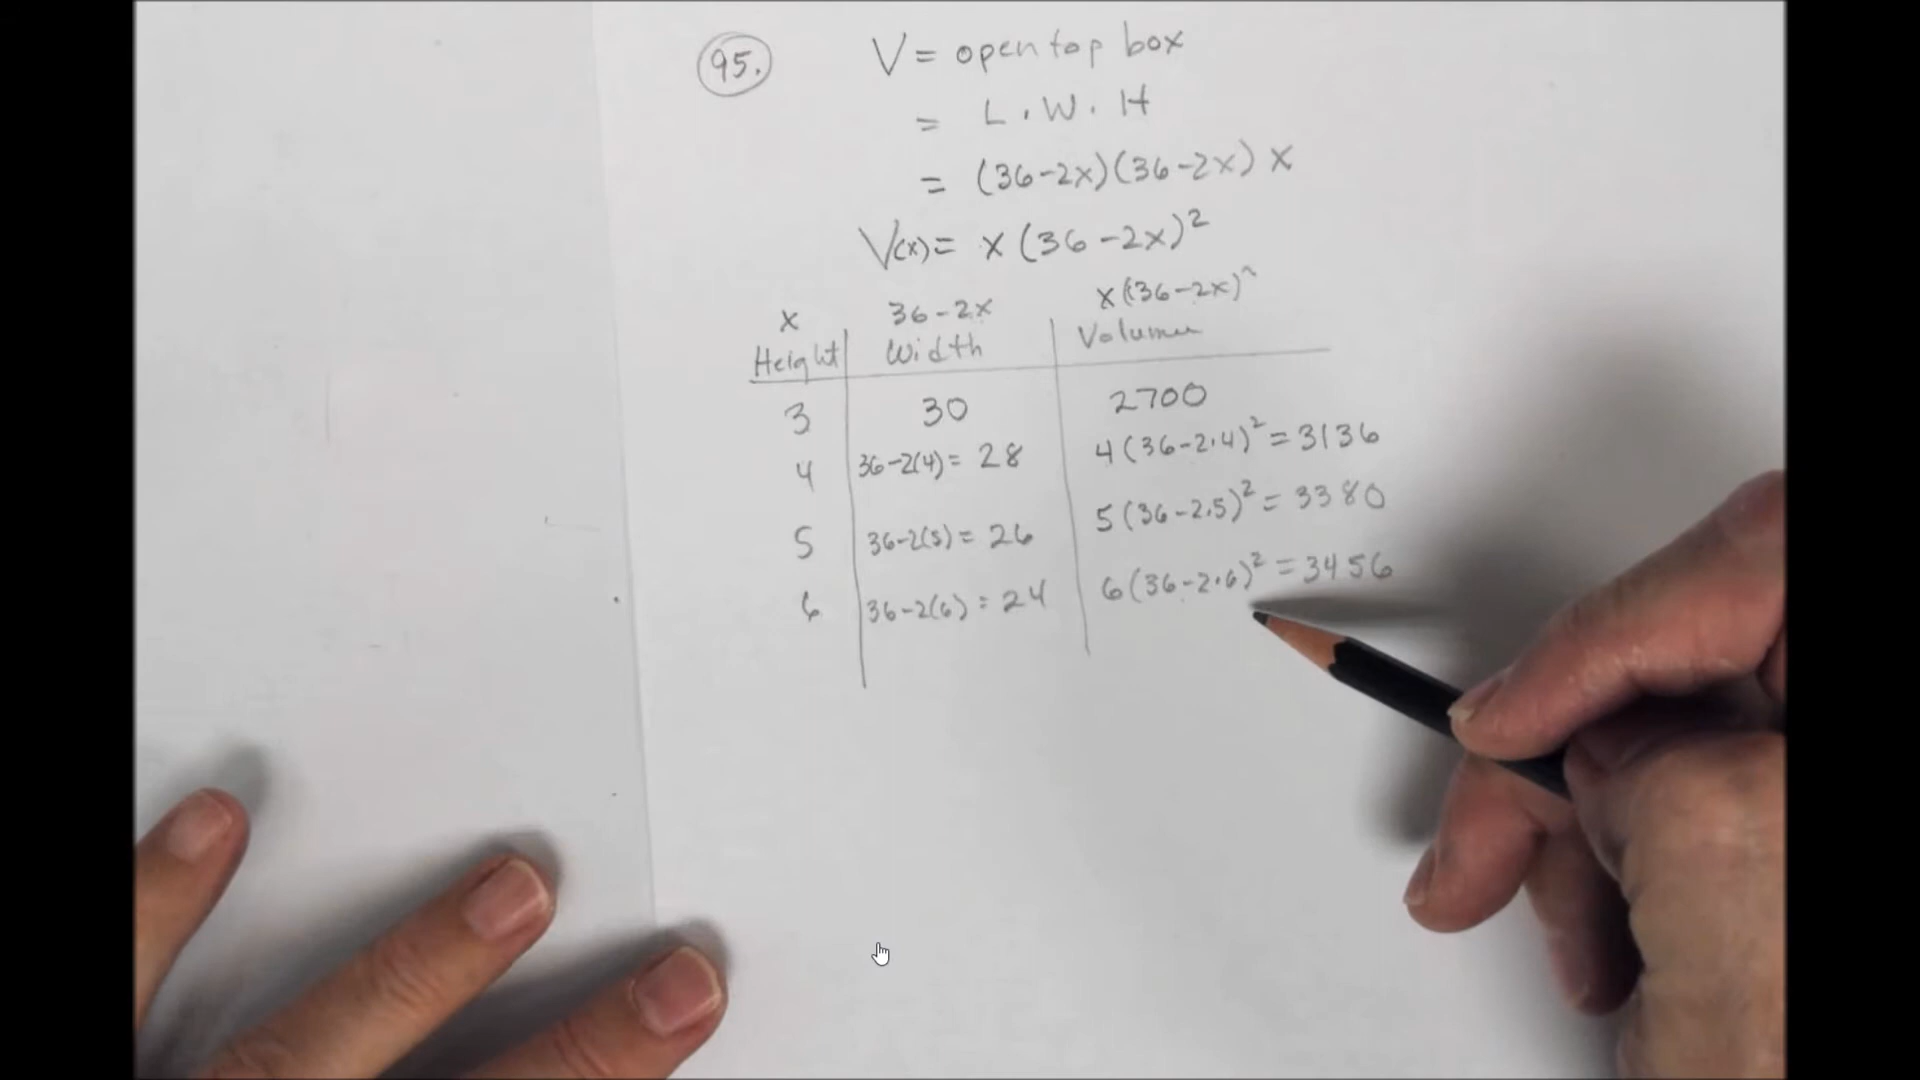 95. V = open top box
= L . W . H
= (36-2x)(36-2x) x
V(x) = x (36-2x)²
x 36-2x x(36-2x)²
Height Width Volume
3 30 2700
4 36-2(4) = 28 4(36-2·4)² = 3136
5 36-2(5) = 26 5(36-2·5)² = 3380
6 36-2(6) = 24 6(36-2·6)² = 3456